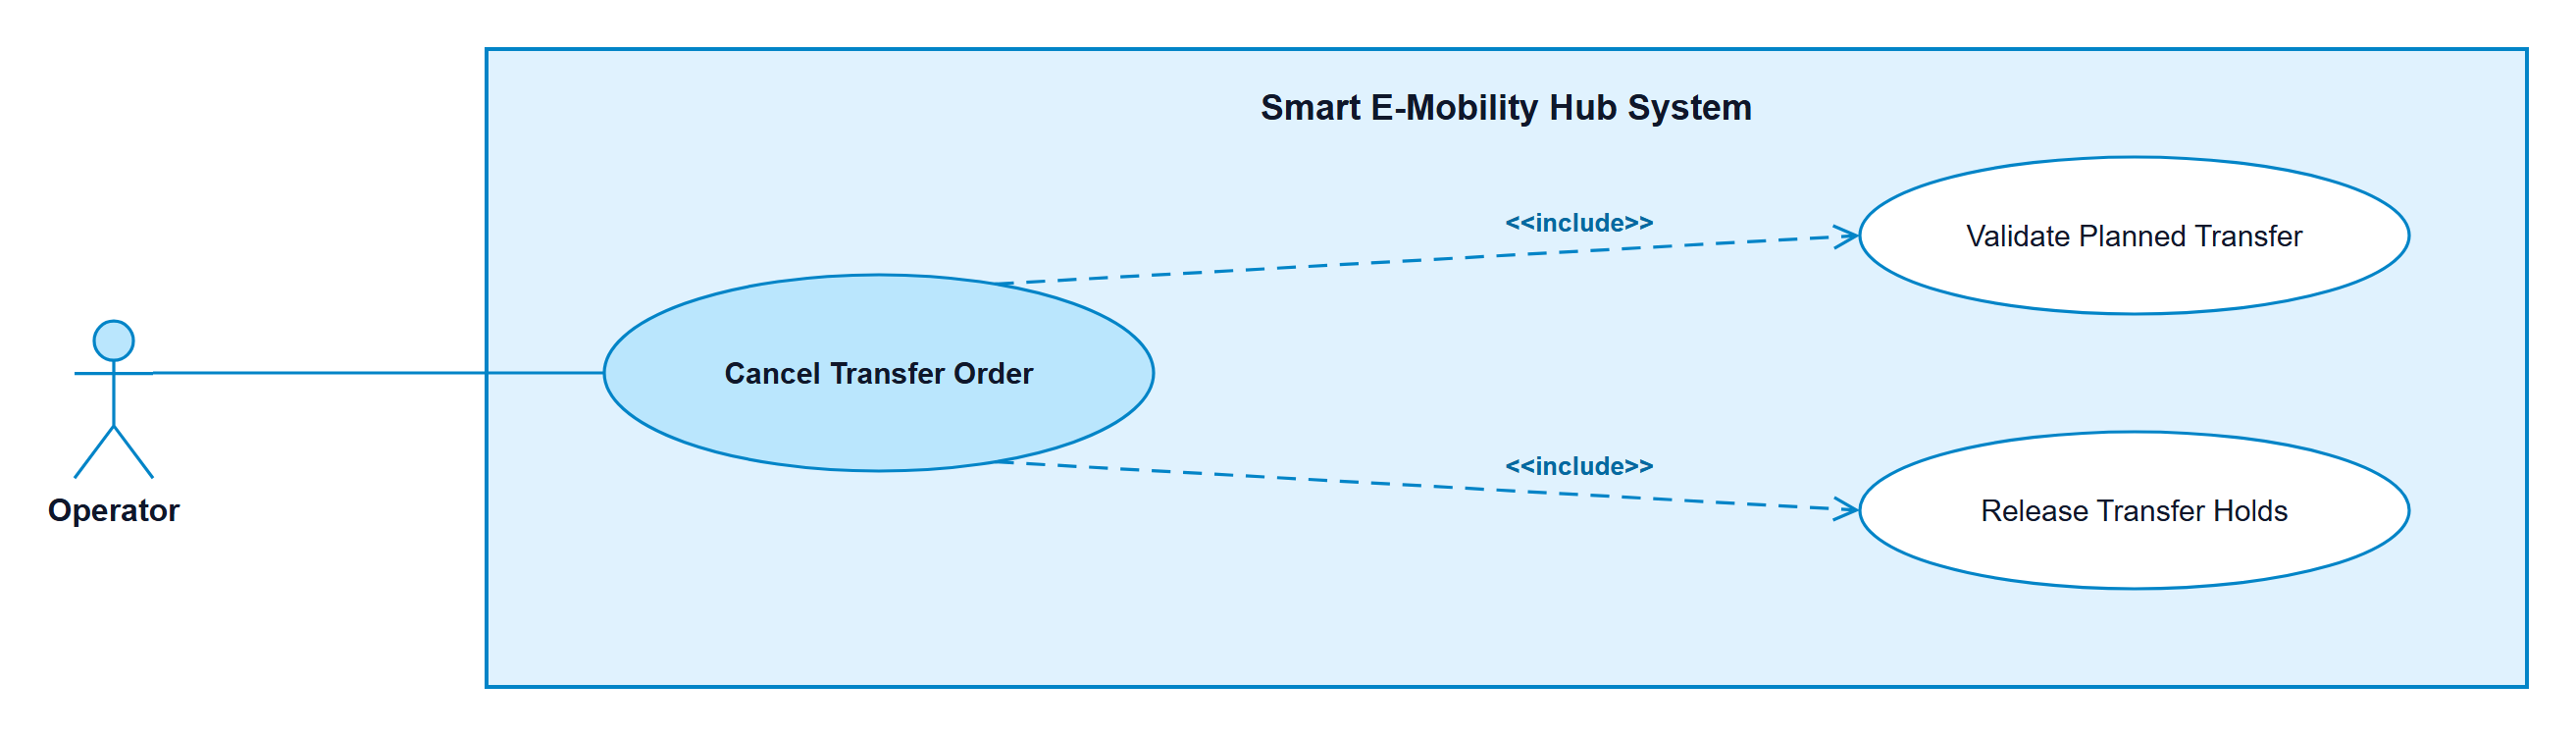 Smart E-Mobility Hub System
<<include>>
Validate Planned Transfer
Cancel Transfer Order
<<include>>
Release Transfer Holds
Operator